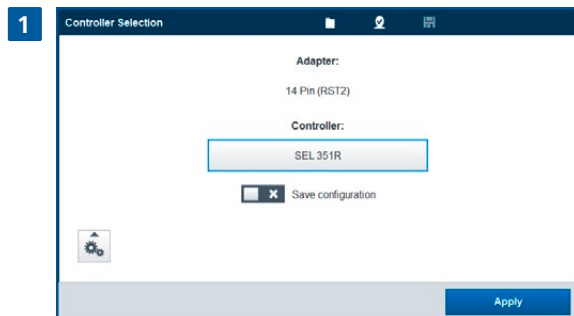 1
Controller Selection
Adapter:
14 Pin (RST2)
Controller:
SEL 351R
Save configuration
Apply